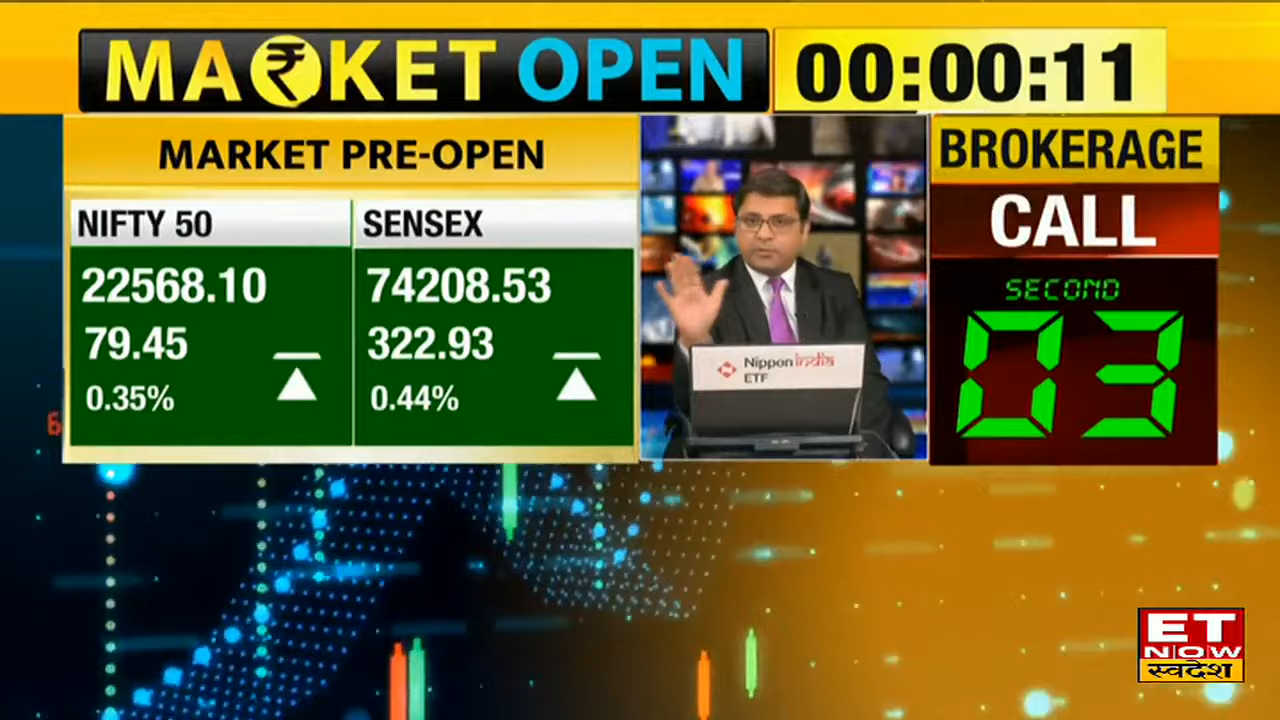 MA₹KET OPEN
00:00:11
MARKET PRE-OPEN
NIFTY 50
22568.10
79.45
0.35%
SENSEX
74208.53
322.93
0.44%
Nippon india
ETF
BROKERAGE
CALL
SECOND
03
ET
NOW
स्वदेश